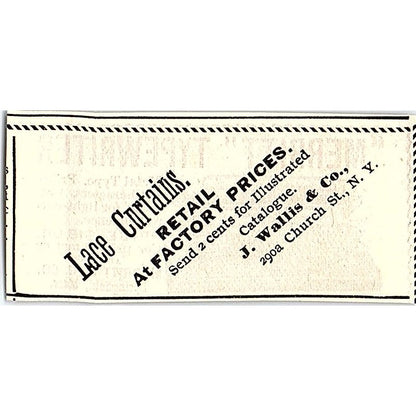 Lace Curtains.
RETAIL
At FACTORY PRICES.
Send 2 cents for Illustrated
Catalogue.
J. Wallis & Co.,
290a Church St., N. Y.